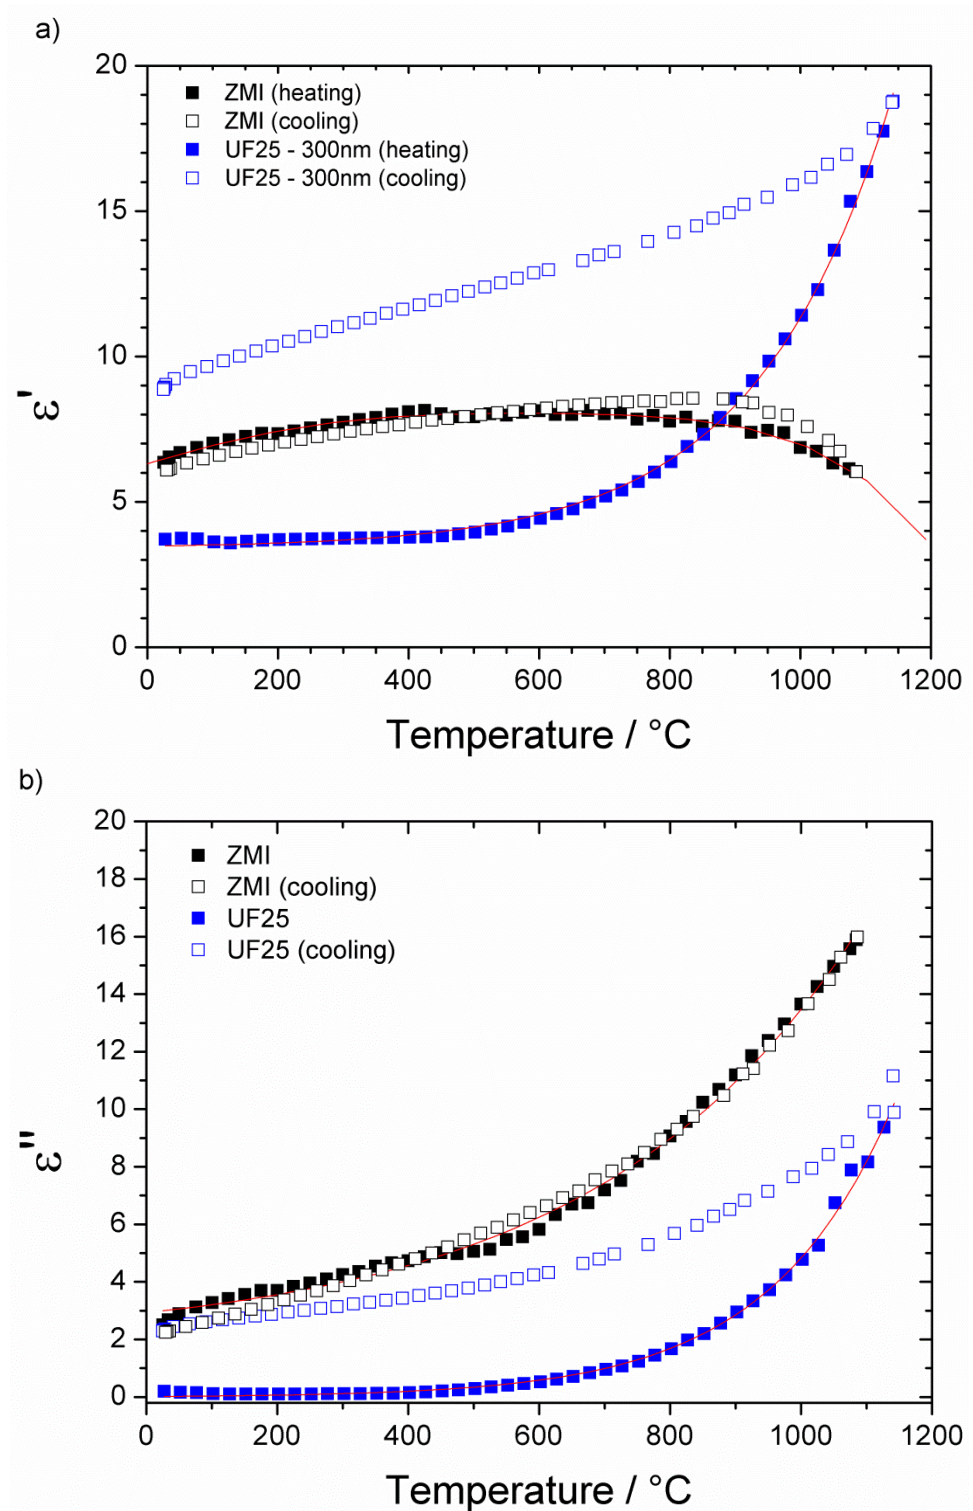 a)
20
15
10
5
0
ε'
ZMI (heating)
ZMI (cooling)
UF25 - 300nm (heating)
UF25 - 300nm (cooling)
0 200 400 600 800 1000 1200
Temperature / °C
b)
20
18
16
14
12
10
8
6
4
2
0
ε"
ZMI
ZMI (cooling)
UF25
UF25 (cooling)
0 200 400 600 800 1000 1200
Temperature / °C